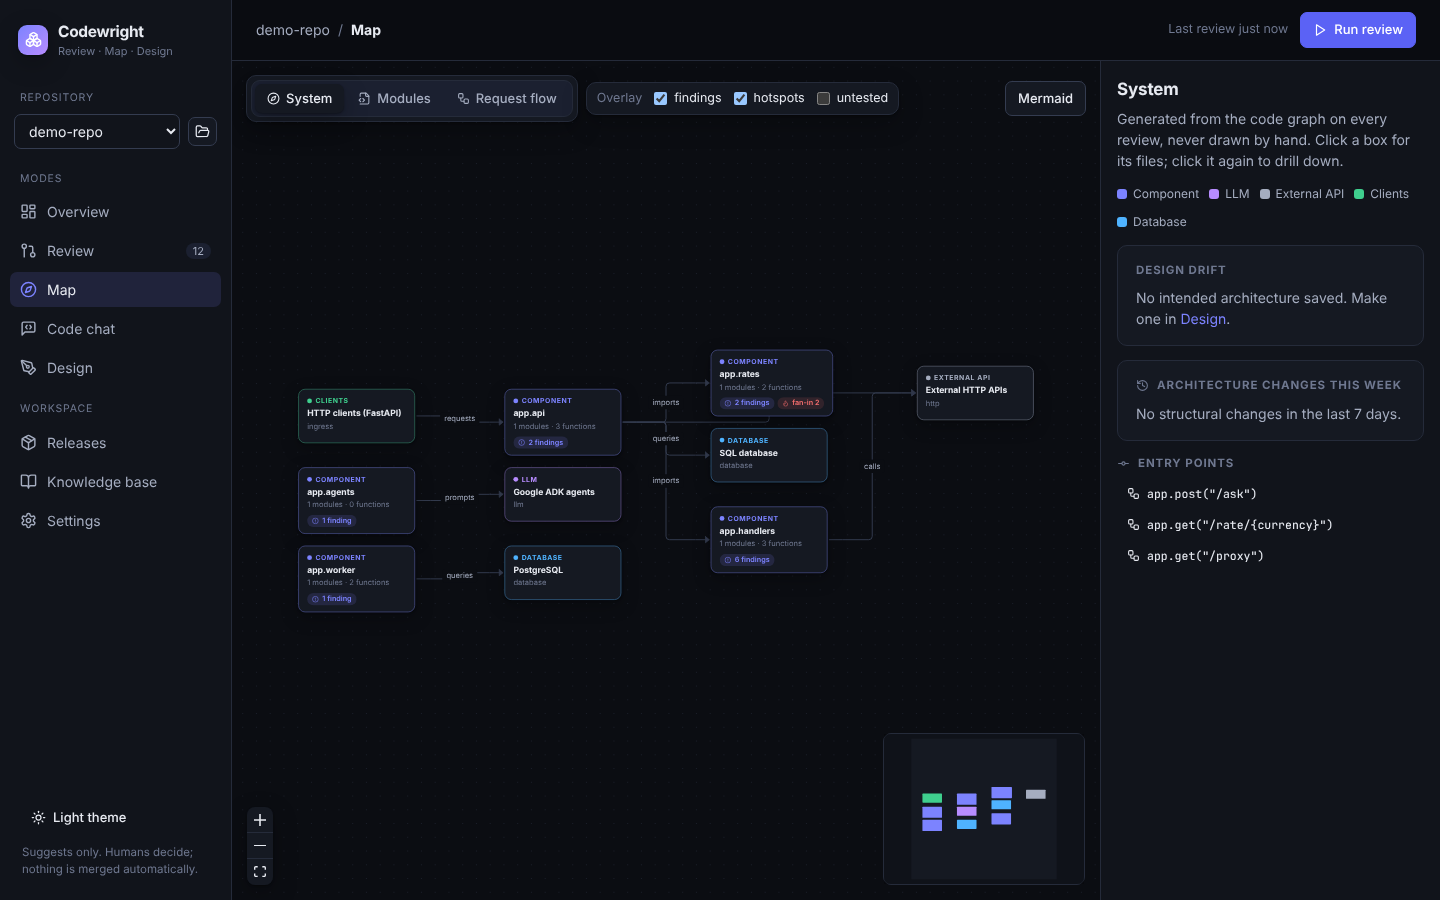 Codewright
Review · Map · Design
REPOSITORY
demo-repo
MODES
Overview
Review
12
Map
Code chat
Design
WORKSPACE
Releases
Knowledge base
Settings
Light theme
Suggests only. Humans decide;
nothing is merged automatically.
demo-repo / Map
Last review just now
Run review
System
Modules
Request flow
Overlay
findings
hotspots
untested
Mermaid
CLIENTS
HTTP clients (FastAPI)
ingress
requests
COMPONENT
app.api
1 modules · 3 functions
2 findings
COMPONENT
app.agents
1 modules · 0 functions
1 finding
prompts
LLM
Google ADK agents
llm
COMPONENT
app.worker
1 modules · 2 functions
1 finding
queries
DATABASE
PostgreSQL
database
imports
queries
imports
COMPONENT
app.rates
1 modules · 2 functions
2 findings
fan-in 2
DATABASE
SQL database
database
COMPONENT
app.handlers
1 modules · 3 functions
6 findings
calls
EXTERNAL API
External HTTP APIs
http
System
Generated from the code graph on every
review, never drawn by hand. Click a box for
its files; click it again to drill down.
Component
LLM
External API
Clients
Database
DESIGN DRIFT
No intended architecture saved. Make
one in Design.
ARCHITECTURE CHANGES THIS WEEK
No structural changes in the last 7 days.
ENTRY POINTS
app.post("/ask")
app.get("/rate/{currency}")
app.get("/proxy")